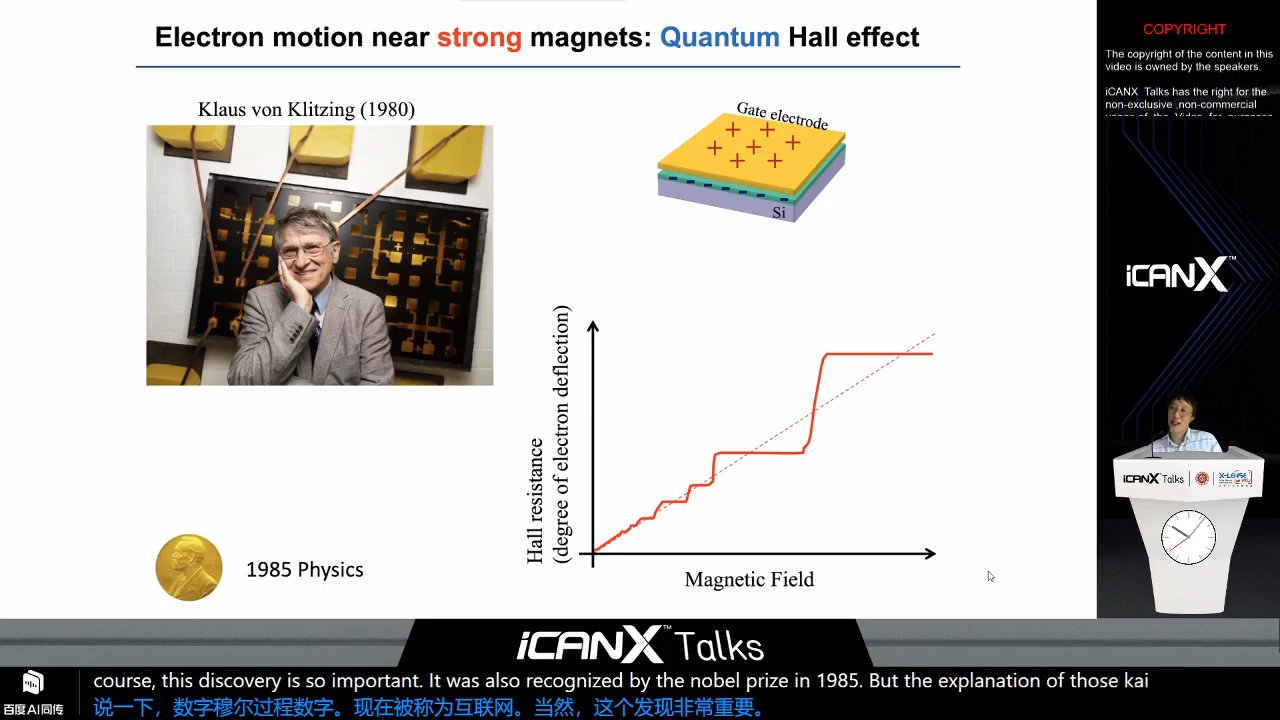 Electron motion near strong magnets: Quantum Hall effect
Klaus von Klitzing (1980)
Gate electrode
Si
Hall resistance
(degree of electron deflection)
Magnetic Field
1985 Physics
COPYRIGHT
The copyright of the content in this
video is owned by the speakers.
iCANX Talks has the right for the
non-exclusive ,non-commercial
iCANX™
iCANX Talks
iCANX™ Talks
course, this discovery is so important. It was also recognized by the nobel prize in 1985. But the explanation of those kai
说一下，数字穆尔过程数字。现在被称为互联网。当然，这个发现非常重要。
百度AI同传